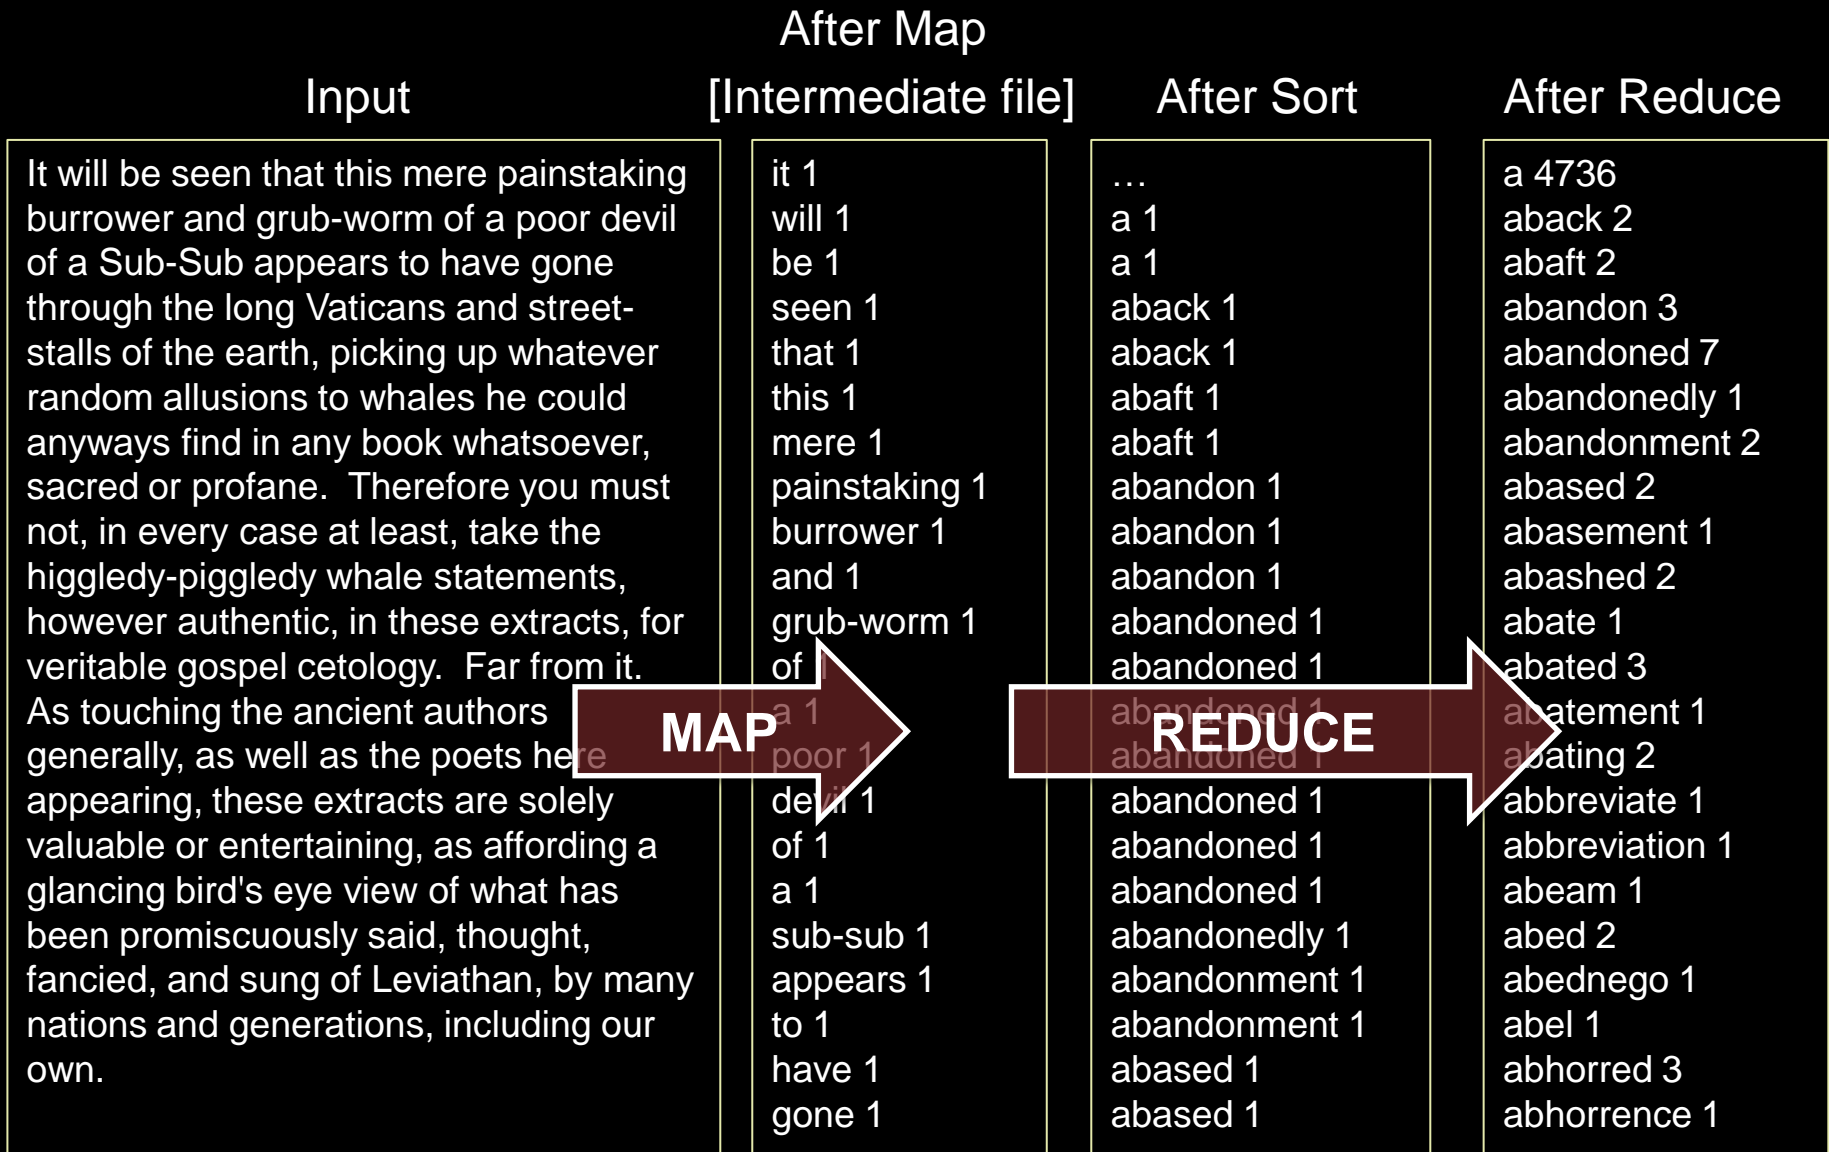 After Map
Input
[Intermediate file]
After Sort
After Reduce
It will be seen that this mere painstaking
burrower and grub-worm of a poor devil
of a Sub-Sub appears to have gone
through the long Vaticans and street-
stalls of the earth, picking up whatever
random allusions to whales he could
anyways find in any book whatsoever,
sacred or profane.  Therefore you must
not, in every case at least, take the
higgledy-piggledy whale statements,
however authentic, in these extracts, for
veritable gospel cetology.  Far from it.
As touching the ancient authors
generally, as well as the poets here
appearing, these extracts are solely
valuable or entertaining, as affording a
glancing bird's eye view of what has
been promiscuously said, thought,
fancied, and sung of Leviathan, by many
nations and generations, including our
own.
MAP
it 1
will 1
be 1
seen 1
that 1
this 1
mere 1
painstaking 1
burrower 1
and 1
grub-worm 1
of 1
a 1
poor 1
devil 1
of 1
a 1
sub-sub 1
appears 1
to 1
have 1
gone 1
REDUCE
…
a 1
a 1
aback 1
aback 1
abaft 1
abaft 1
abandon 1
abandon 1
abandon 1
abandoned 1
abandoned 1
abandoned 1
abandoned 1
abandoned 1
abandoned 1
abandoned 1
abandonedly 1
abandonment 1
abandonment 1
abased 1
abased 1
a 4736
aback 2
abaft 2
abandon 3
abandoned 7
abandonedly 1
abandonment 2
abased 2
abasement 1
abashed 2
abate 1
abated 3
abatement 1
abating 2
abbreviate 1
abbreviation 1
abeam 1
abed 2
abednego 1
abel 1
abhorred 3
abhorrence 1